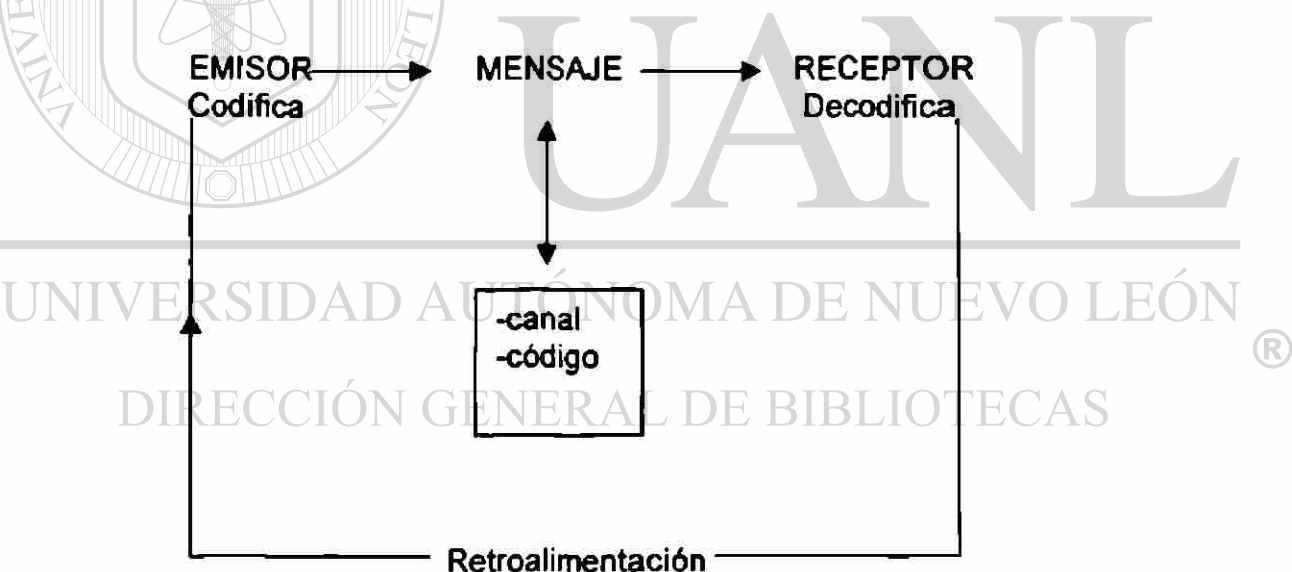 UANL
EMISOR MENSAJE RECEPTOR
Codifica Decodifica
UNIVERSIDAD AUTÓNOMA DE NUEVO LEÓN
®
-canal
-código
DIRECCIÓN GENERAL DE BIBLIOTECAS
Retroalimentación